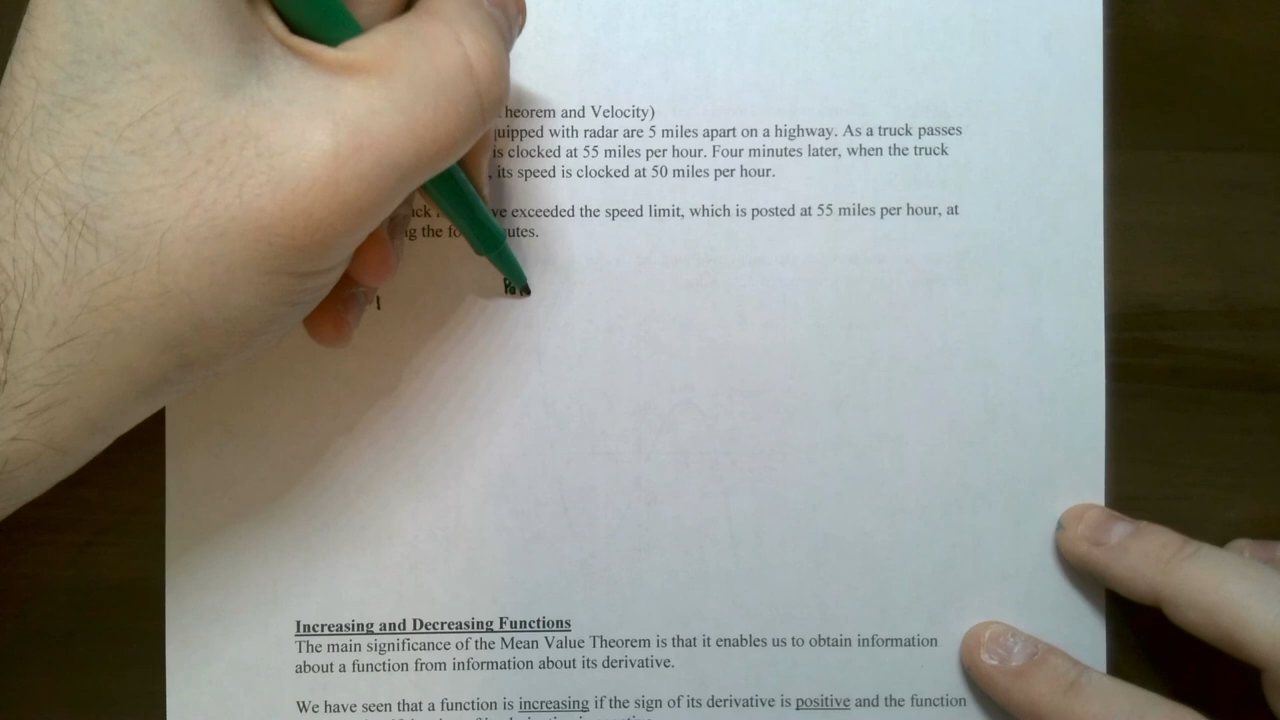 heorem and Velocity)
uipped with radar are 5 miles apart on a highway. As a truck passes
is clocked at 55 miles per hour. Four minutes later, when the truck
, its speed is clocked at 50 miles per hour.
exceeded the speed limit, which is posted at 55 miles per hour, at
the utes.
Increasing and Decreasing Functions
The main significance of the Mean Value Theorem is that it enables us to obtain information
about a function from information about its derivative.
We have seen that a function is increasing if the sign of its derivative is positive and the function